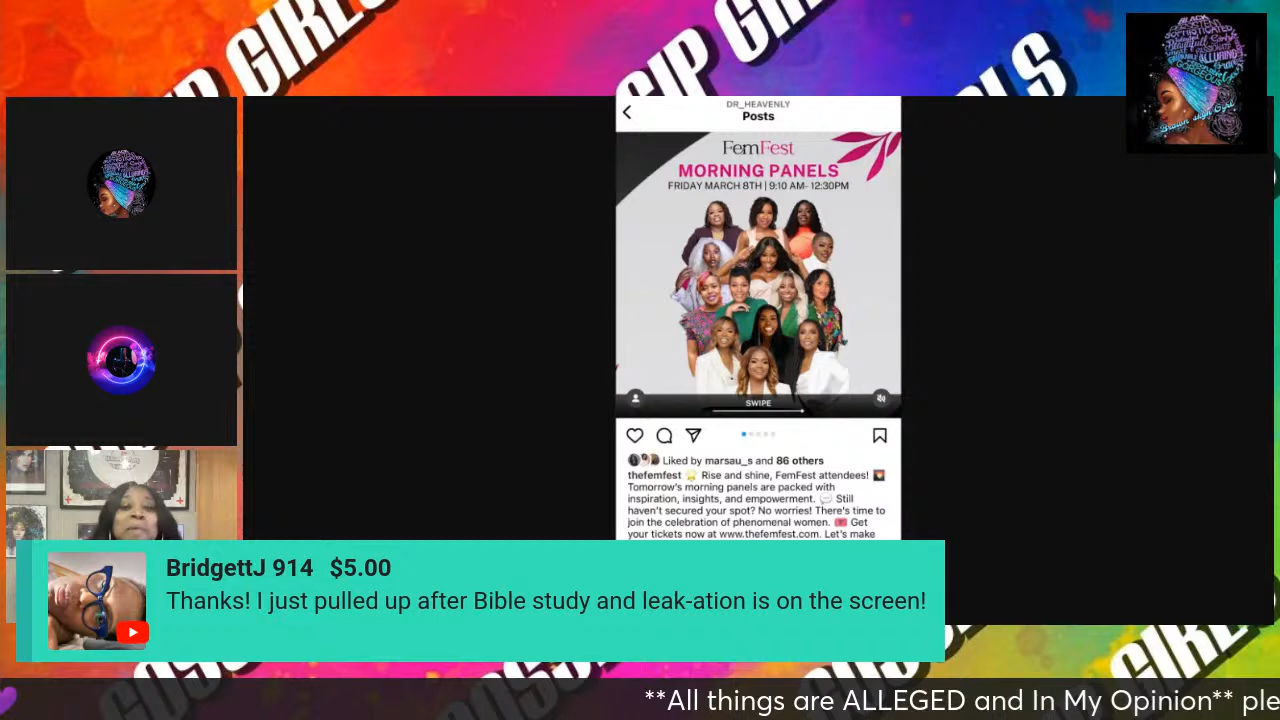 DR_HEAVENLY
Posts
FemFest
MORNING PANELS
FRIDAY MARCH 8TH | 9:10 AM- 12:30PM
SWIPE
Liked by marsau_s and 86 others
thefemfest 🌟 Rise and shine, FemFest attendees! 🌄
Tomorrow's morning panels are packed with
inspiration, insights, and empowerment. 💬 Still
haven't secured your spot? No worries! There's time to
join the celebration of phenomenal women. 🎟️ Get
your tickets now at www.thefemfest.com. Let's make
BridgettJ 914 $5.00
Thanks! I just pulled up after Bible study and leak-ation is on the screen!
**All things are ALLEGED and In My Opinion** ple